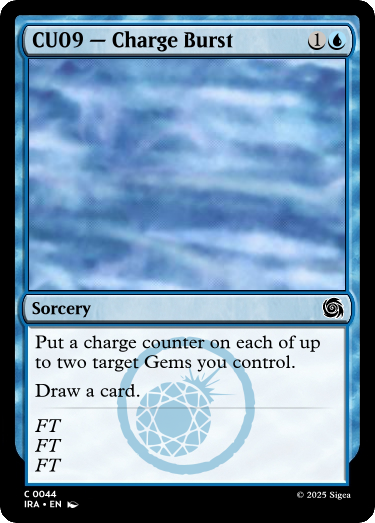 CU09 — Charge Burst 1
Sorcery
Put a charge counter on each of up
to two target Gems you control.
Draw a card.
FT
FT
FT
C 0044
IRA • EN
© 2025 Sigea